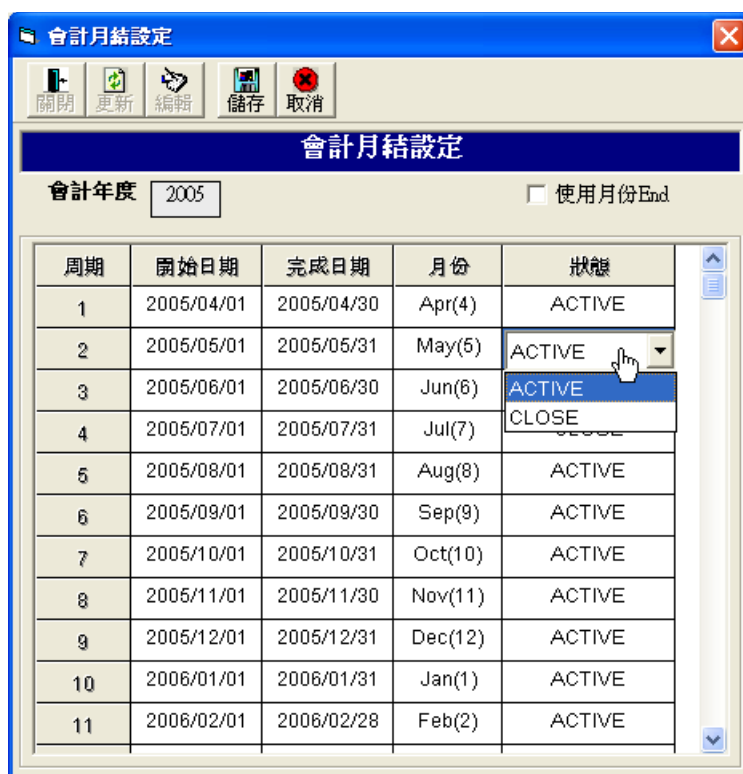 會計月結設定
關閉 更新 編輯 儲存 取消
會計月結設定
會計年度 2005 使用月份End
周期 開始日期 完成日期 月份 狀態
1 2005/04/01 2005/04/30 Apr(4) ACTIVE
2 2005/05/01 2005/05/31 May(5) ACTIVE
3 2005/06/01 2005/06/30 Jun(6) ACTIVE
CLOSE
4 2005/07/01 2005/07/31 Jul(7)
5 2005/08/01 2005/08/31 Aug(8) ACTIVE
6 2005/09/01 2005/09/30 Sep(9) ACTIVE
7 2005/10/01 2005/10/31 Oct(10) ACTIVE
8 2005/11/01 2005/11/30 Nov(11) ACTIVE
9 2005/12/01 2005/12/31 Dec(12) ACTIVE
10 2006/01/01 2006/01/31 Jan(1) ACTIVE
11 2006/02/01 2006/02/28 Feb(2) ACTIVE